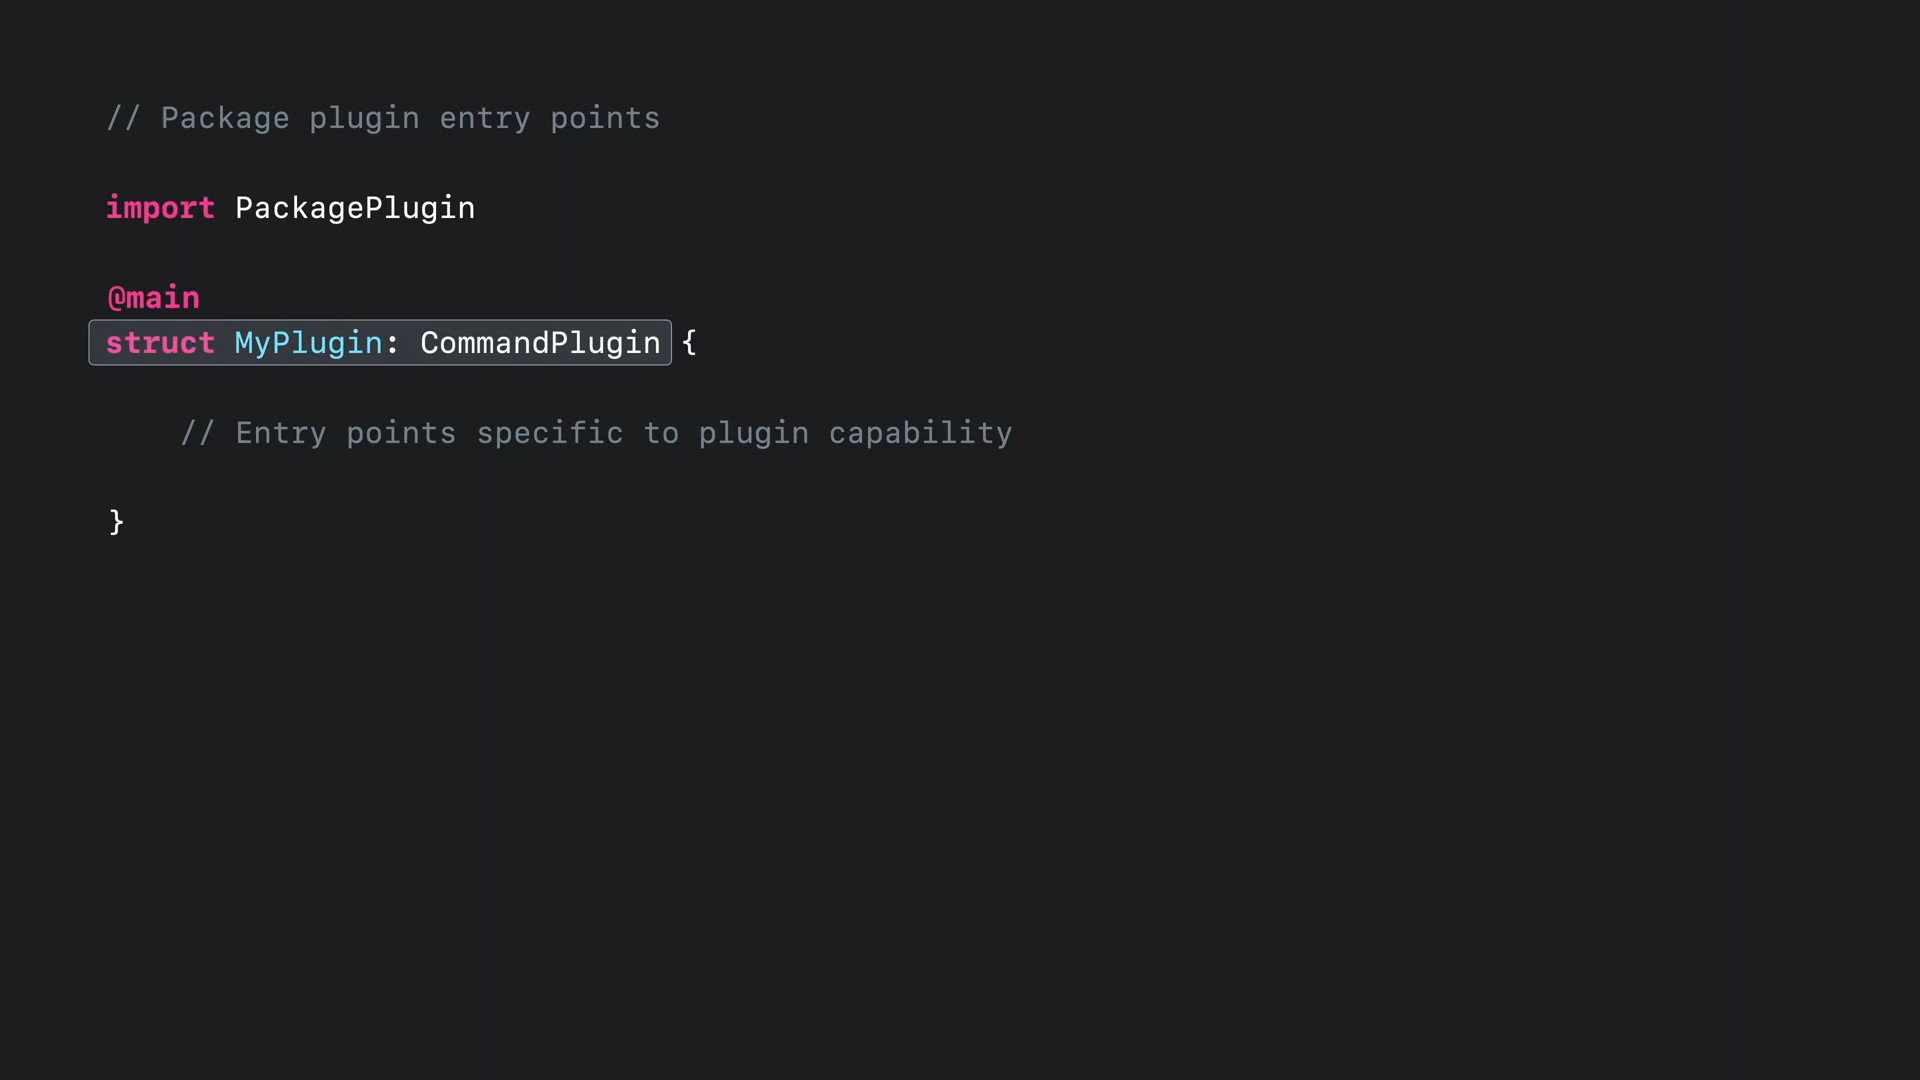 // Package plugin entry points
import PackagePlugin
@main
struct MyPlugin: CommandPlugin {
// Entry points specific to plugin capability
}